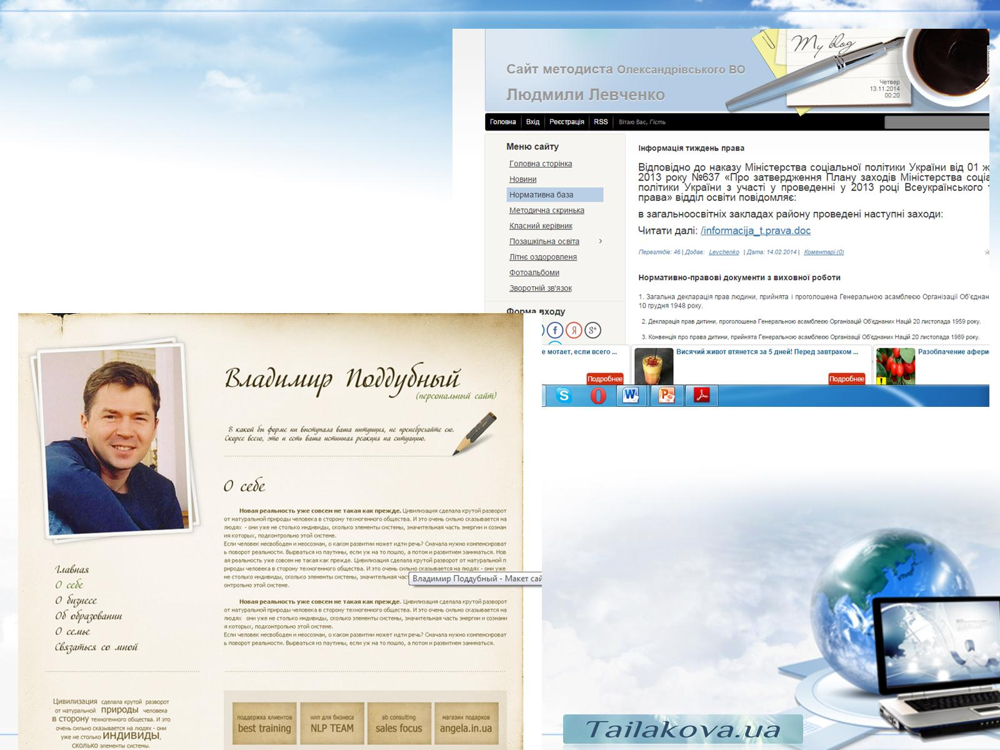 My blog
Сайт методиста Олександрівського ВО
Людмили Левченко
Четвер
13.11.2014
00:20
Головна Вхід Реєстрація RSS Вітаю Вас, Гість
Меню сайту
Головна сторінка
Новини
Нормативна база
Методична скринька
Класний керівник
Позашкільна освіта
Літнє оздоровленя
Фотоальбоми
Зворотній зв'язок
Форма входу
Інформація тиждень права
Відповідно до наказу Міністерства соціальної політики України від 01 ж
2013 року №637 «Про затвердження Плану заходів Міністерства соціа
політики України з участі у проведенні у 2013 році Всеукраїнського т
права» відділ освіти повідомляє:
в загальноосвітніх закладах району проведені наступні заходи:
Читати далі: /informacija_t.prava.doc
Переглядів: 46 | Додав: Levchenko | Дата: 14.02.2014 | Коментарі (0)
Нормативно-правові документи з виховної роботи
1. Загальна декларація прав людини, прийнята і проголошена Генеральною асамблеєю Організації Об'єднан
10 грудня 1948 року.
2. Декларація прав дитини, проголошена Генеральною асамблеєю Організацій Об'єднаних Націй 20 листопада 1959 року.
3. Конвенція про права дитини, прийнята Генеральною асамблеєю Організації Об'єднаних Націй 20 листопада 1989 року.
е мотает, если всего ...
Подробнее
Висячий живот втянется за 5 дней! Перед завтраком ...
Подробнее
Разоблачение афери
Владимир Поддубный
(персональный сайт)
В какой бы форме ни выступала ваша интуиция, не пренебрегайте ею.
Скорее всего, это и есть ваша истинная реакция на ситуацию.
О себе
Новая реальность уже совсем не такая как прежде. Цивилизация сделала крутой разворот
от натуральной природы человека в сторону техногенного общества. И это очень сильно сказывается на
людях - они уже не столько индивиды, сколько элементы системы, значительная часть энергии и сознан
ия которых, подконтрольно этой системе.
Если человек несвободен и неосознан, о каком развитии может идти речь? Сначала нужно компенсироват
ь поворот реальности. Вырваться из паутины, если уж на то пошло, а потом и развитием заниматься. Нов
ая реальность уже совсем не такая как прежде. Цивилизация сделала крутой разворот от натуральной п
рироды человека в сторону техногенного общества. И это очень сильно сказывается на людях - они уже
не столько индивиды, сколько элементы системы, значительная част
онтрольно этой системе.
Владимир Поддубный - Макет сай
Новая реальность уже совсем не такая как прежде. Цивилизация сделала крутой разворот
от натуральной природы человека в сторону техногенного общества. И это очень сильно сказывается на
людях они уже не столько индивиды, сколько элементы системы, значительная часть энергии и сознани
я которых, подконтрольно этой системе.
Если человек несвободен и неосознан, о каком развитии может идти речь? Сначала нужно компенсироват
ь поворот реальности. Вырваться из паутины, если уж на то пошло, а потом и развитием заниматься.
Главная
О себе
О бизнесе
Об образовании
О семье
Связаться со мной
Цивилизация сделала крутой разворот
от натуральной природы человека
в сторону техногенного общества. И это
очень сильно сказывается на людях - они
уже не столько индивиды,
сколько элементы системы.
поддержка клиентов
best training
нлп для бизнеса
NLP TEAM
ab consulting
sales focus
магазин подарков
angela.in.ua
Tailakova.ua